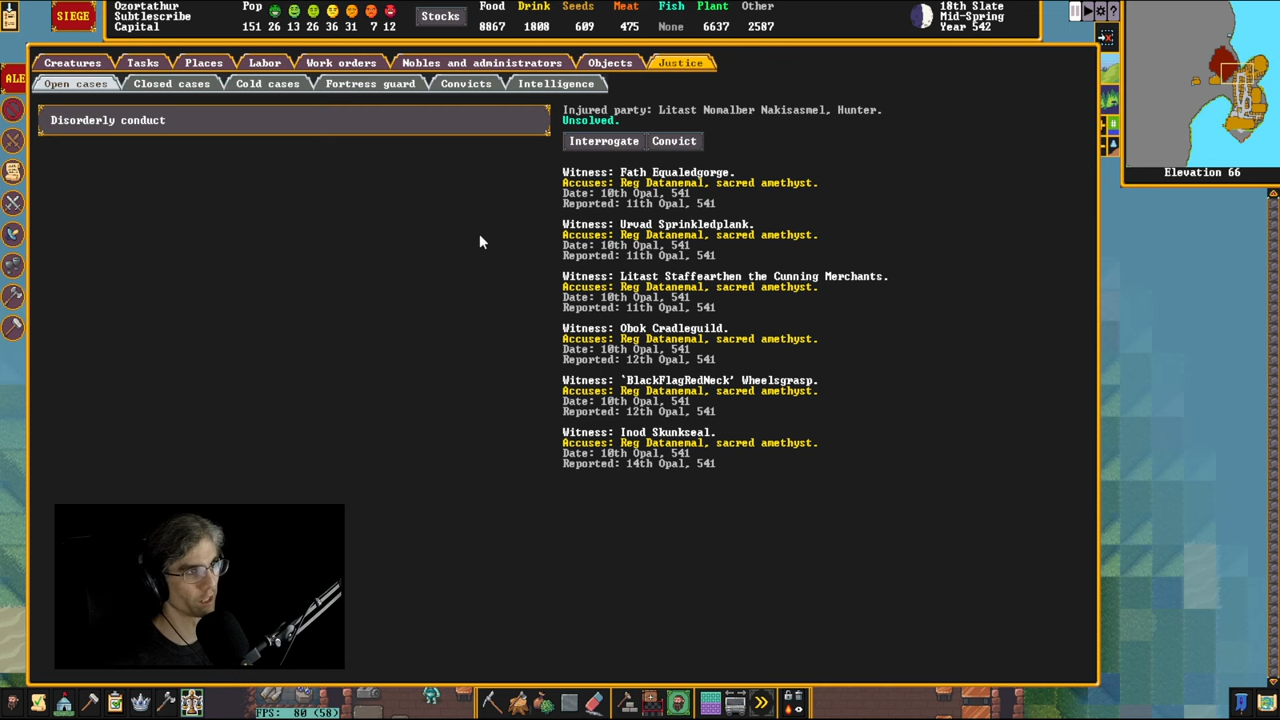 SIEGE
Ozortathur
Subtlescribe
Capital
Pop
151 26 13 26 36 31 7 12
Stocks
Food Drink Seeds Meat Fish Plant Other
8867 1808 609 475 None 6637 2587
18th Slate
Mid-Spring
Year 542
Creatures Tasks Places Labor Work orders Nobles and administrators Objects Justice
ALE
Open cases Closed cases Cold cases Fortress guard Convicts Intelligence
Disorderly conduct
Injured party: Litast Nomalber Nakisasmel, Hunter.
Unsolved.
Interrogate Convict
Witness: Fath Equaledgorge.
Accuses: Reg Datanemal, sacred amethyst.
Date: 10th Opal, 541
Reported: 11th Opal, 541
Witness: Urvad Sprinkledplank.
Accuses: Reg Datanemal, sacred amethyst.
Date: 10th Opal, 541
Reported: 11th Opal, 541
Witness: Litast Staffearthen the Cunning Merchants.
Accuses: Reg Datanemal, sacred amethyst.
Date: 10th Opal, 541
Reported: 11th Opal, 541
Witness: Obok Cradleguild.
Accuses: Reg Datanemal, sacred amethyst.
Date: 10th Opal, 541
Reported: 12th Opal, 541
Witness: `BlackFlagRedNeck' Wheelsgrasp.
Accuses: Reg Datanemal, sacred amethyst.
Date: 10th Opal, 541
Reported: 12th Opal, 541
Witness: Inod Skunkseal.
Accuses: Reg Datanemal, sacred amethyst.
Date: 10th Opal, 541
Reported: 14th Opal, 541
Elevation 66
FPS: 80 (58)